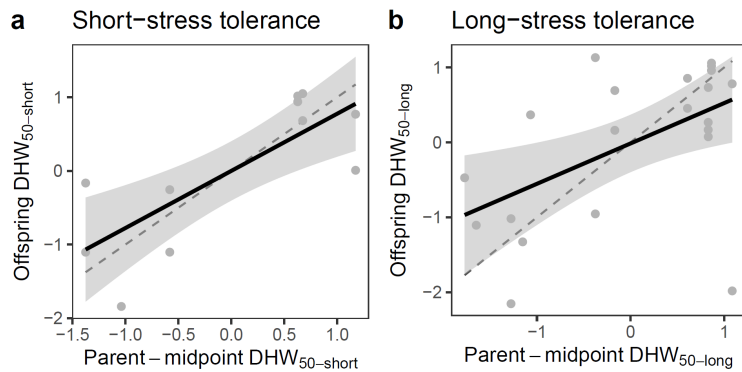 a Short−stress tolerance
Offspring DHW50−short
1
0
−1
−2
−1.5 −1.0 −0.5 0.0 0.5 1.0
Parent − midpoint DHW50−short
b Long−stress tolerance
Offspring DHW50−long
1
0
−1
−2
−1 0 1
Parent − midpoint DHW50−long